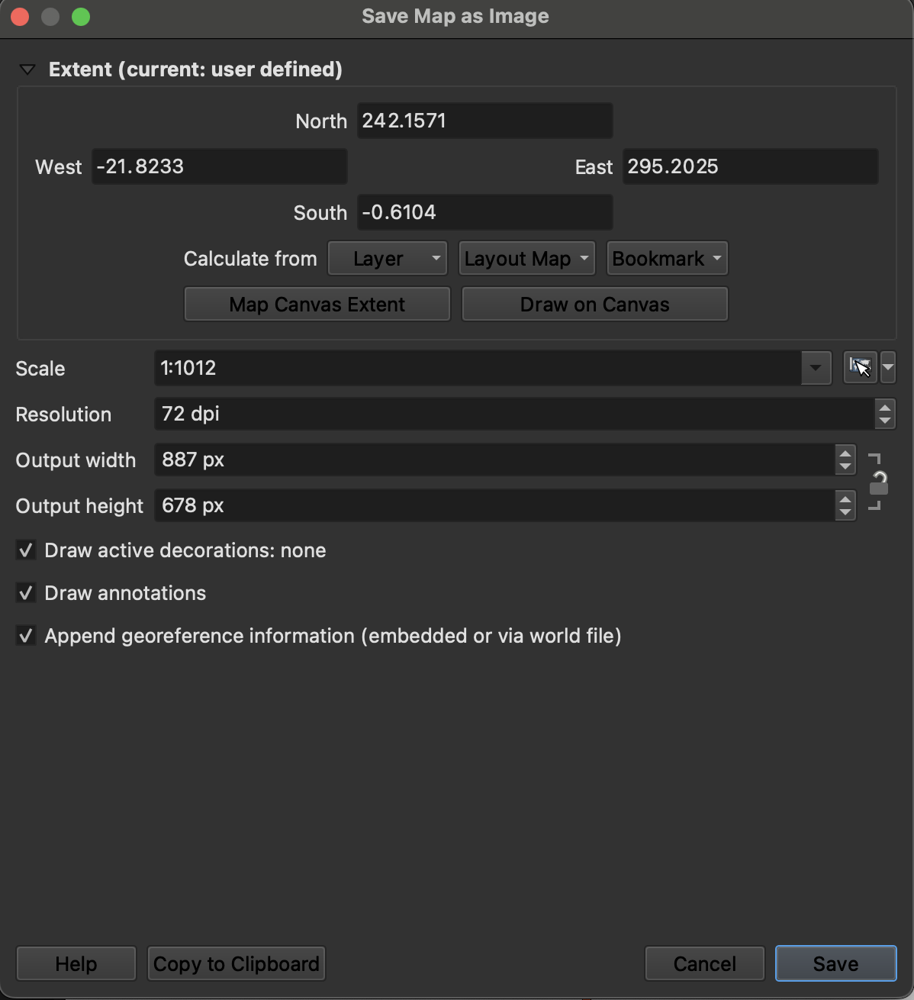 Save Map as Image
Extent (current: user defined)
North 242.1571
West -21.8233 East 295.2025
South -0.6104
Calculate from Layer Layout Map Bookmark
Map Canvas Extent Draw on Canvas
Scale 1:1012
Resolution 72 dpi
Output width 887 px
Output height 678 px
Draw active decorations: none
Draw annotations
Append georeference information (embedded or via world file)
Help Copy to Clipboard Cancel Save